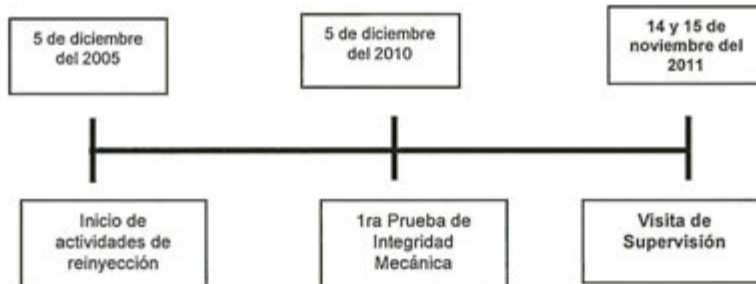 5 de diciembre
del 2005
5 de diciembre
del 2010
14 y 15 de
noviembre del
2011
Inicio de
actividades de
reinyección
1ra Prueba de
Integridad
Mecánica
Visita de
Supervisión